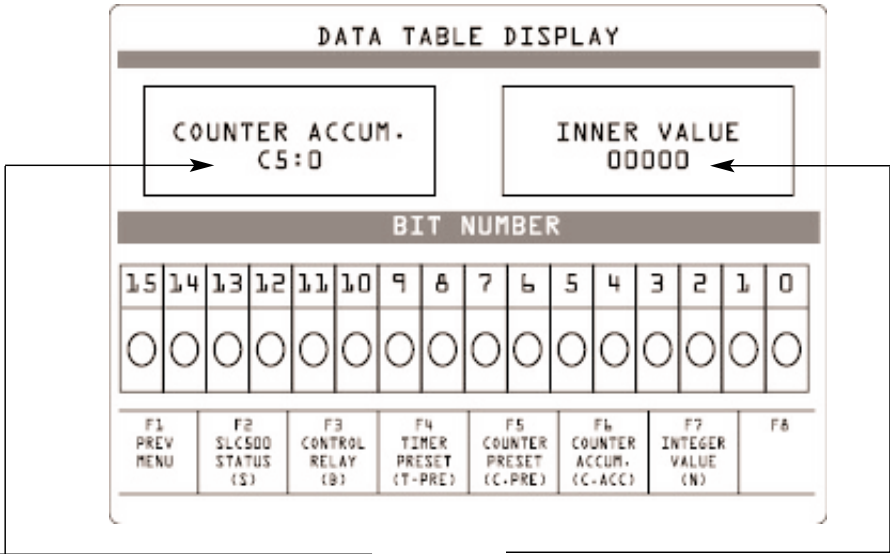 DATA TABLE DISPLAY
COUNTER ACCUM.
C5:0
INNER VALUE
00000
BIT NUMBER
15 14 13 12 11 10 9 8 7 6 5 4 3 2 1 0
F1
PREV
MENU
F2
SLC500
STATUS
(S)
F3
CONTROL
RELAY
(B)
F4
TIMER
PRESET
(T-PRE)
F5
COUNTER
PRESET
(C.PRE)
F6
COUNTER
ACCUM.
(C-ACC)
F7
INTEGER
VALUE
(N)
F8